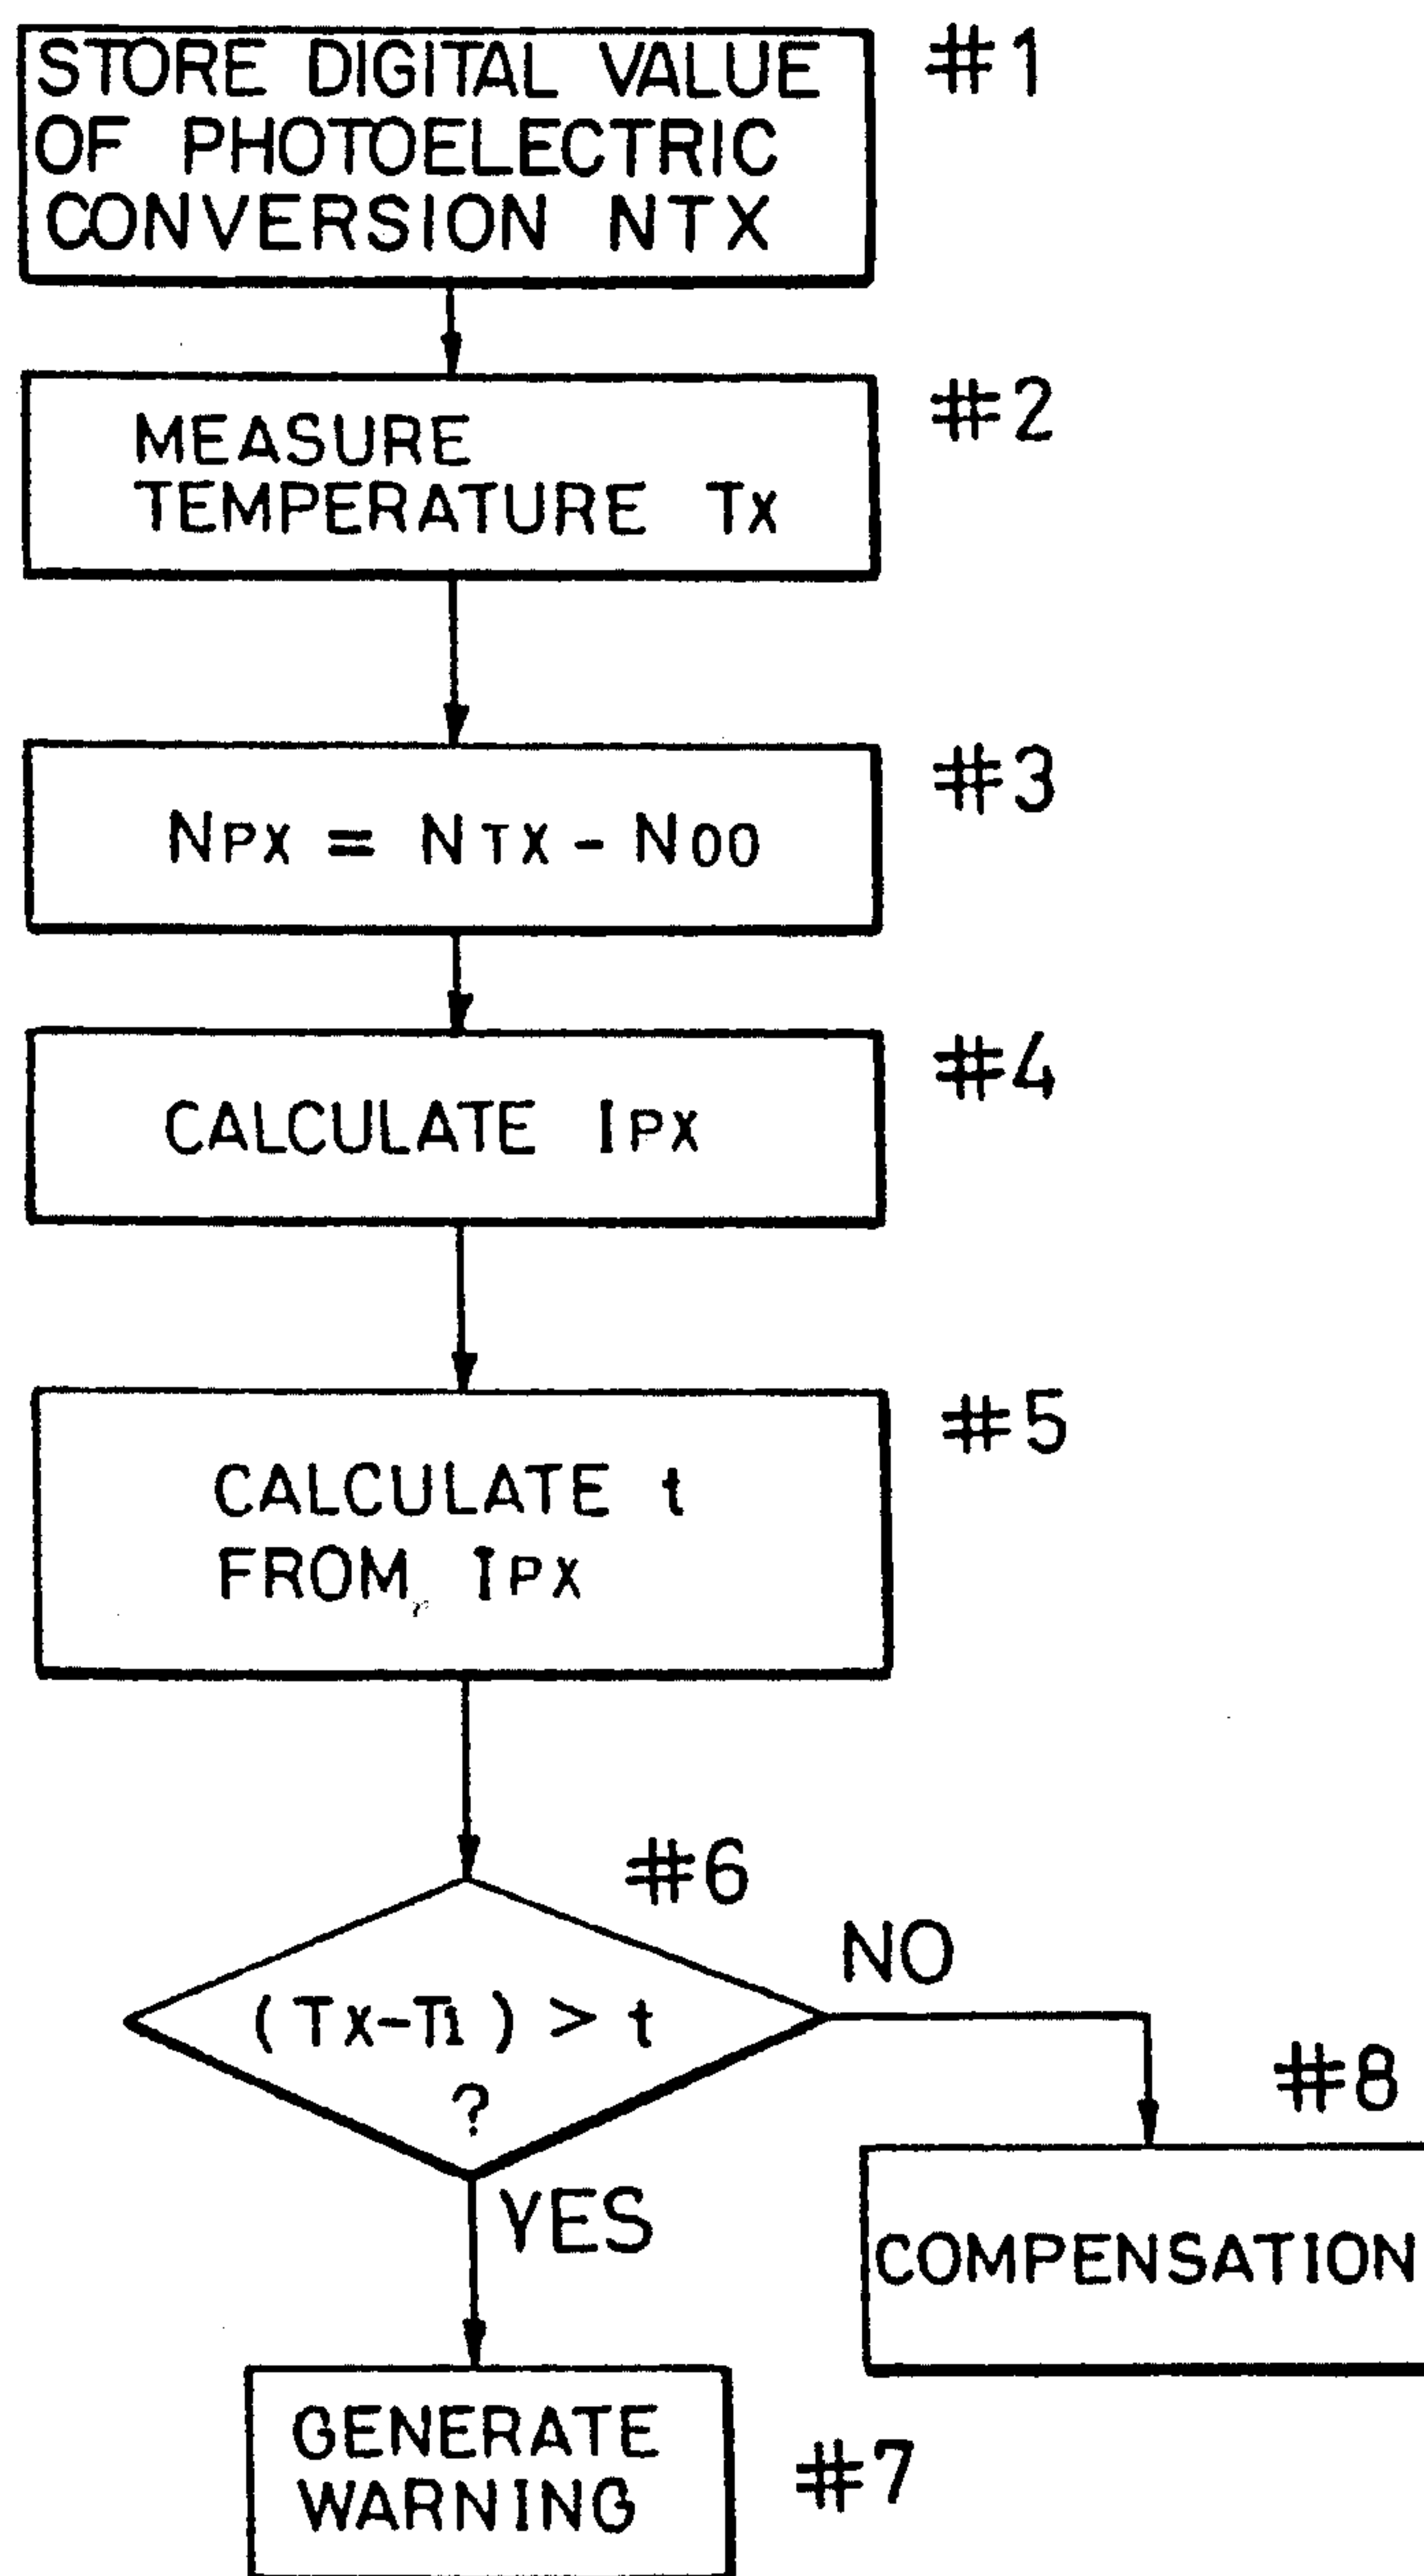 STORE DIGITAL VALUE
OF PHOTOELECTRIC
CONVERSION NTX
#1
MEASURE
TEMPERATURE Tx
#2
NPX = NTX - N00
#3
CALCULATE IPX
#4
CALCULATE t
FROM IPX
#5
#6
(Tx-T1) > t
?
NO
YES
#8
COMPENSATION
GENERATE
WARNING
#7